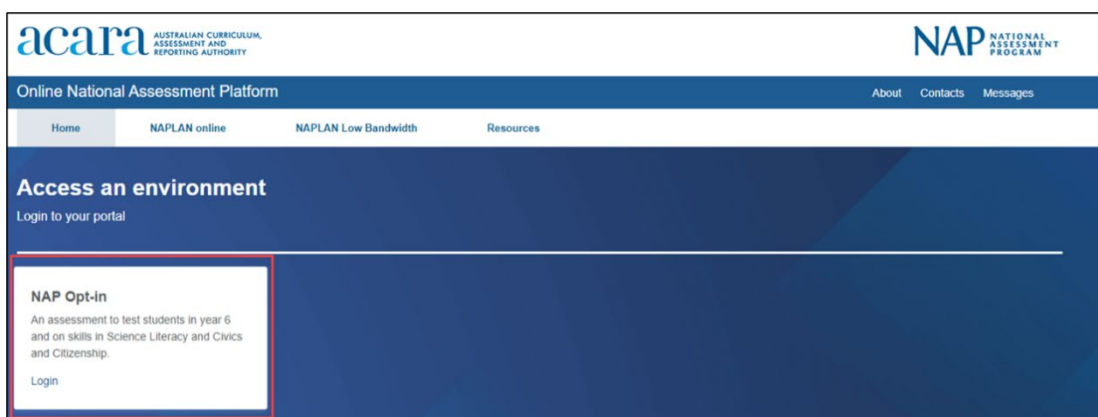 acara AUSTRALIAN CURRICULUM,
ASSESSMENT AND
REPORTING AUTHORITY
NAP NATIONAL
ASSESSMENT
PROGRAM
Online National Assessment Platform
About Contacts Messages
Home NAPLAN online NAPLAN Low Bandwidth Resources
Access an environment
Login to your portal
NAP Opt-in
An assessment to test students in year 6
and on skills in Science Literacy and Civics
and Citizenship.
Login